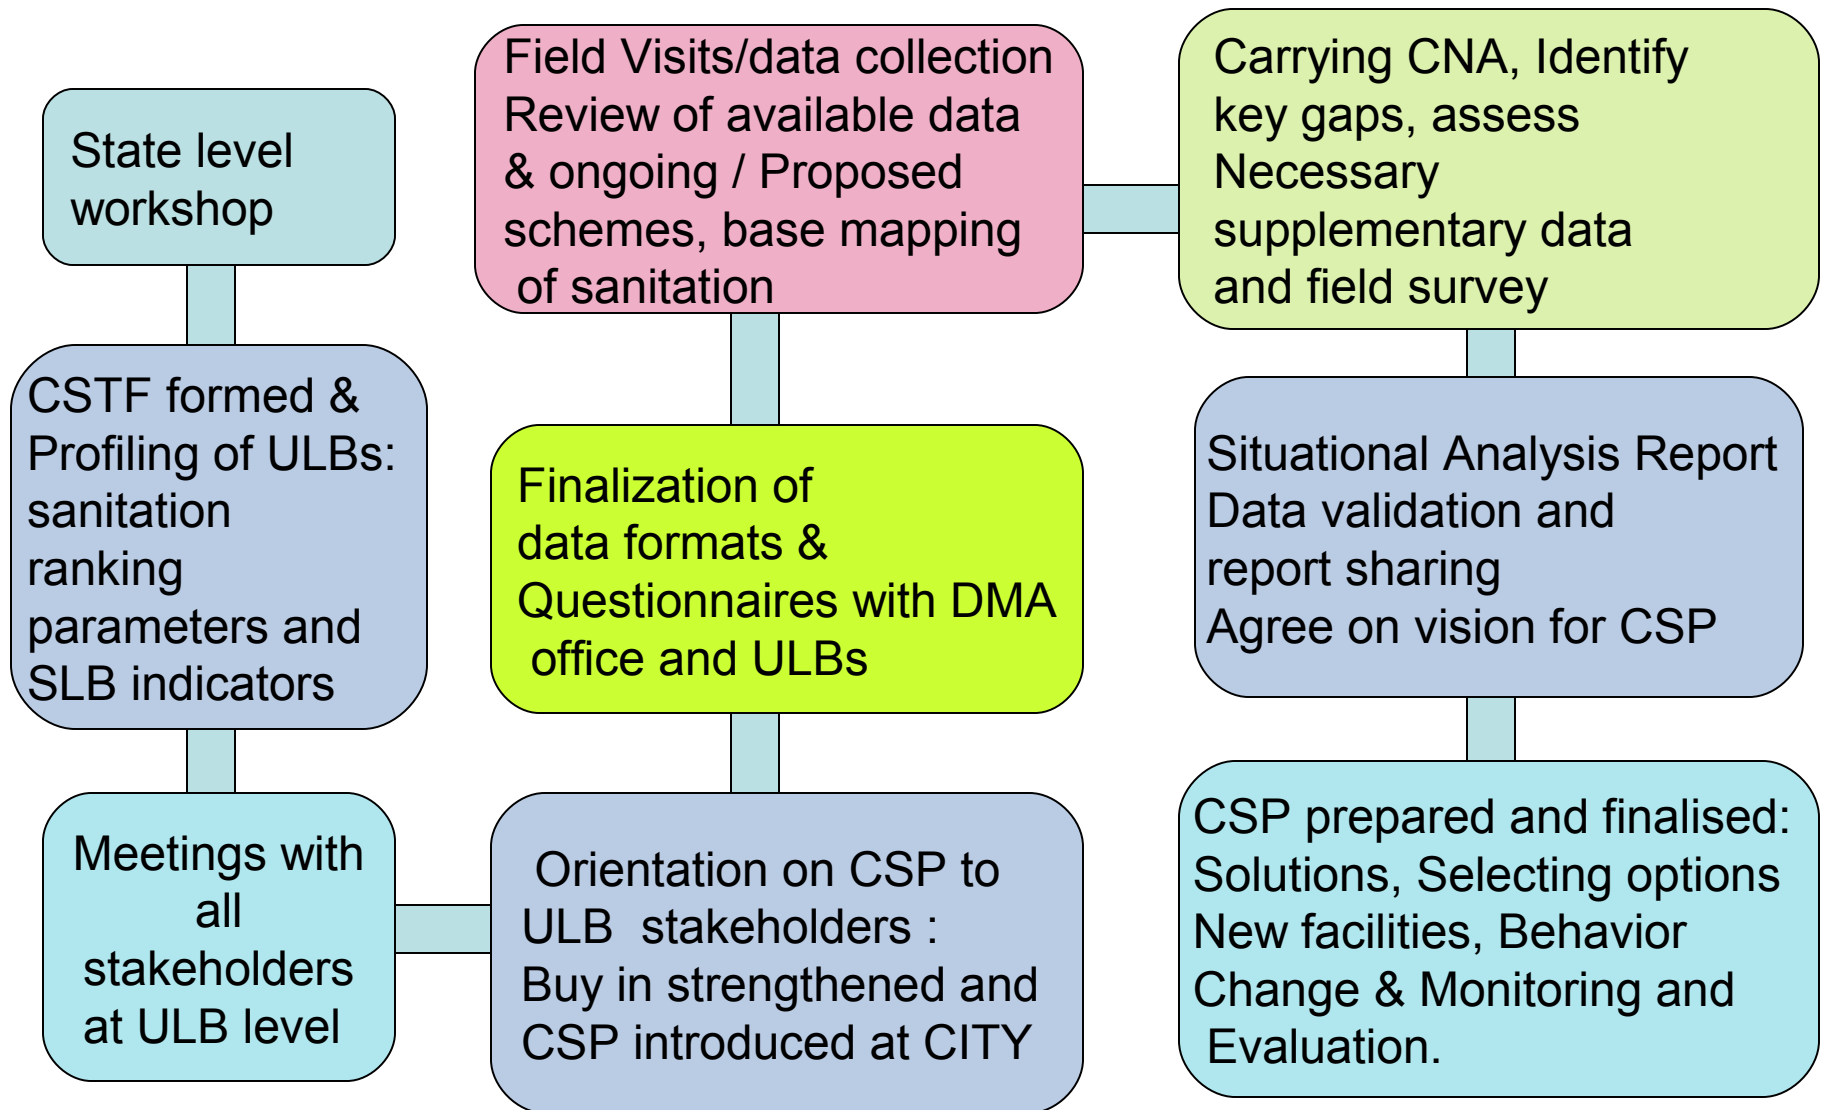 State level
workshop
CSTF formed &
Profiling of ULBs:
sanitation
ranking
parameters and
SLB indicators
Meetings with
all
stakeholders
at ULB level
Orientation on CSP to
ULB stakeholders :
Buy in strengthened and
CSP introduced at CITY
Finalization of
data formats &
Questionnaires with DMA
office and ULBs
Field Visits/data collection
Review of available data
& ongoing / Proposed
schemes, base mapping
of sanitation
Carrying CNA, Identify
key gaps, assess
Necessary
supplementary data
and field survey
Situational Analysis Report
Data validation and
report sharing
Agree on vision for CSP
CSP prepared and finalised:
Solutions, Selecting options
New facilities, Behavior
Change & Monitoring and
Evaluation.